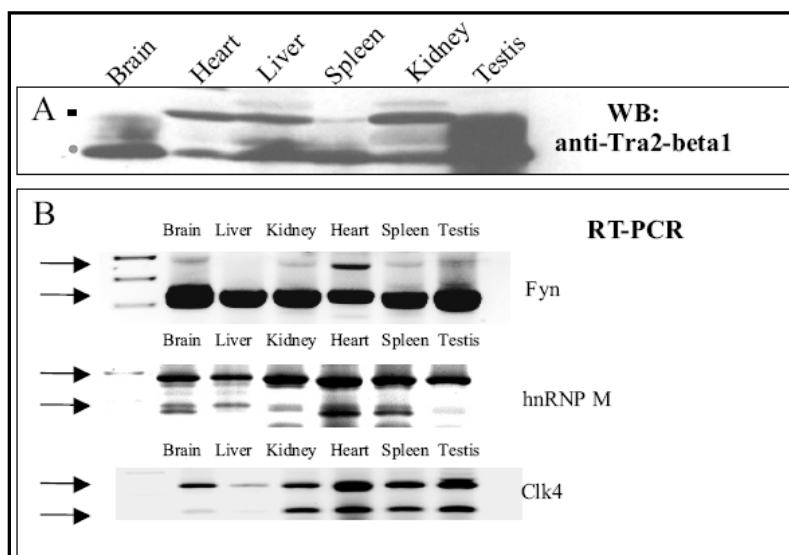 Brain Heart Liver Spleen Kidney Testis
A
WB:
anti-Tra2-beta1
B
RT-PCR
Brain Liver Kidney Heart Spleen Testis
Fyn
Brain Liver Kidney Heart Spleen Testis
hnRNP M
Brain Liver Kidney Heart Spleen Testis
Clk4